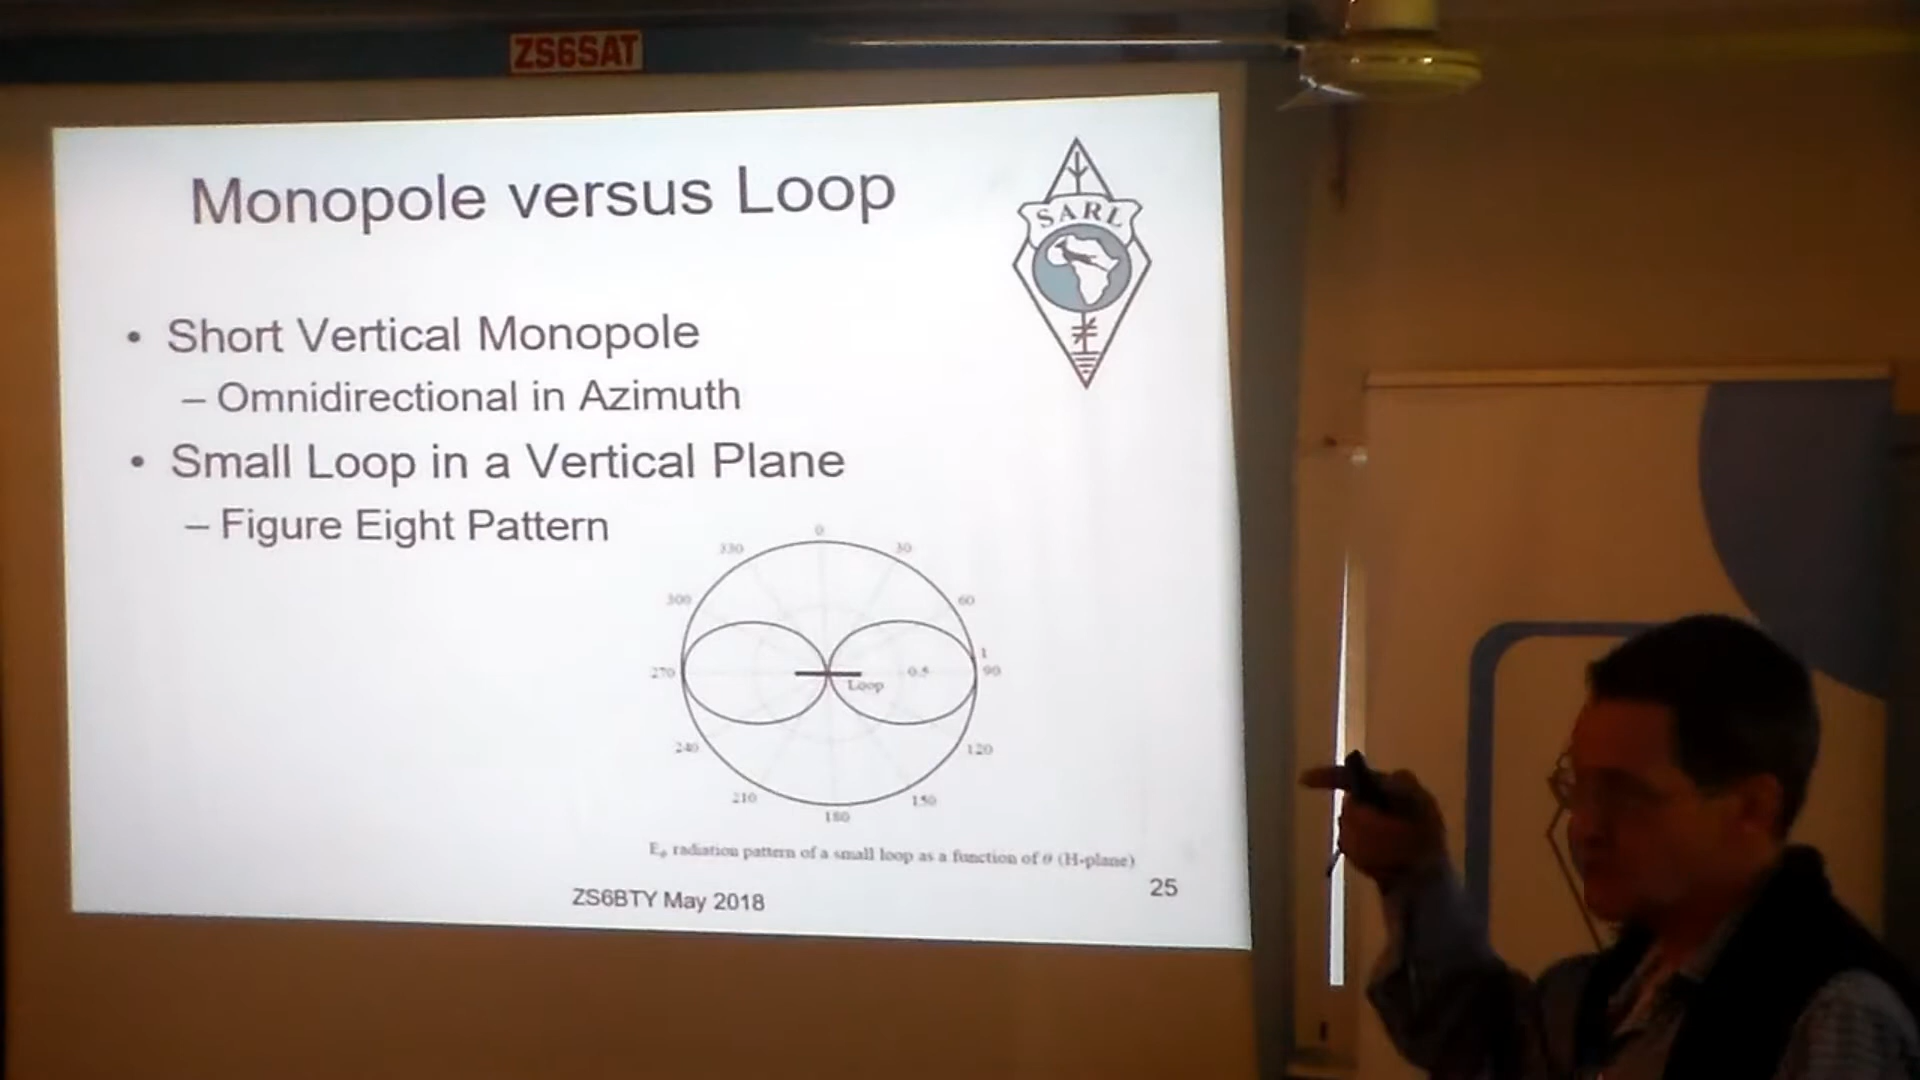 ZS6SAT
Monopole versus Loop
SARL
• Short Vertical Monopole
– Omnidirectional in Azimuth
• Small Loop in a Vertical Plane
– Figure Eight Pattern
0
330
30
300
60
1
270
0.5
90
Loop
240
120
210
150
180
Eφ radiation pattern of a small loop as a function of θ (H-plane)
ZS6BTY May 2018
25